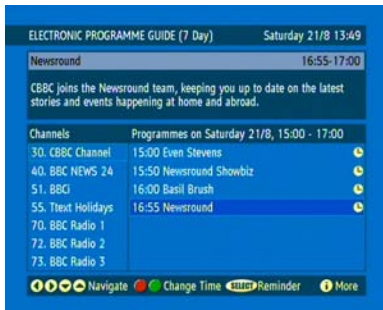 ELECTRONIC PROGRAMME GUIDE (7 Day) Saturday 21/8 13:49
Newsround 16:55-17:00
CBBC joins the Newsround team, keeping you up to date on the latest
stories and events happening at home and abroad.
Channels Programmes on Saturday 21/8, 15:00 - 17:00
30. CBBC Channel 15:00 Even Stevens
40. BBC NEWS 24 15:50 Newsround Showbiz
51. BBCi 16:00 Basil Brush
55. Ttext Holidays 16:55 Newsround
70. BBC Radio 1
72. BBC Radio 2
73. BBC Radio 3
Navigate Change Time SELECT Reminder i More